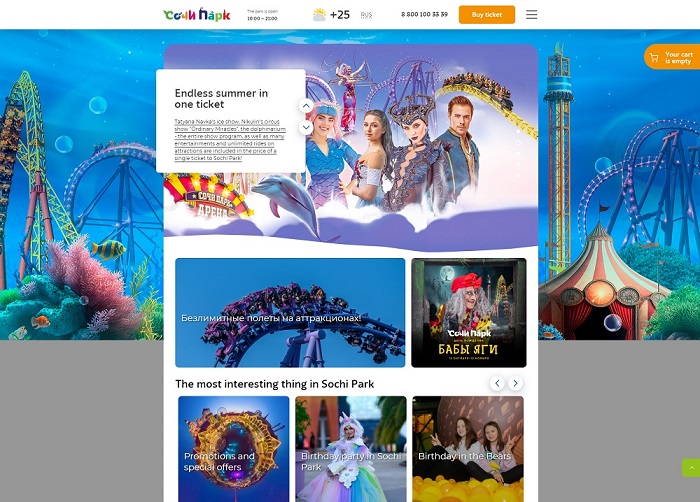 Сочи Парк
The park is open
10:00 – 21:00
+25
RUS
8 800 100 33 39
Buy ticket
Your cart
is empty
Endless summer in
one ticket
Tatyana Navka's ice show, Nikulin's circus
show "Ordinary Miracles", the dolphinarium
- the entire show program, as well as many
entertainments and unlimited rides on
attractions are included in the price of a
single ticket to Sochi Park!
СОЧИ ПАРК
АРЕНА
Безлимитные полеты на аттракционах!
Сочи Парк
БАБЫ ЯГИ
The most interesting thing in Sochi Park
Promotions and
special offers
Birthday party in Sochi
Park
Birthday in the Bears